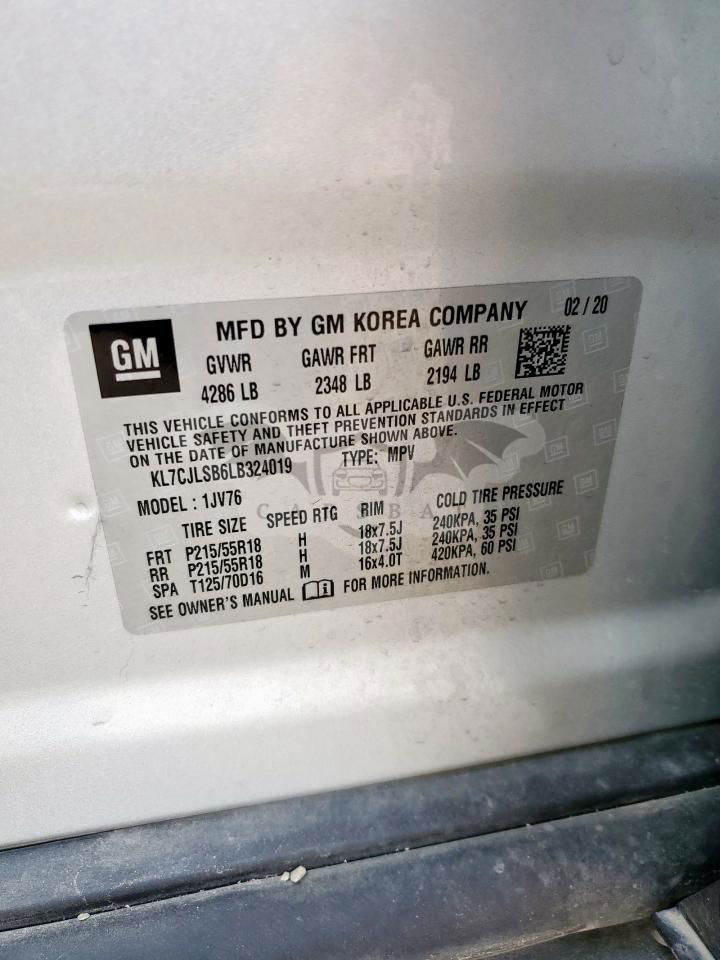 GM
MFD BY GM KOREA COMPANY 02 / 20
GVWR GAWR FRT GAWR RR
4286 LB 2348 LB 2194 LB
THIS VEHICLE CONFORMS TO ALL APPLICABLE U.S. FEDERAL MOTOR
VEHICLE SAFETY AND THEFT PREVENTION STANDARDS IN EFFECT
ON THE DATE OF MANUFACTURE SHOWN ABOVE.
KL7CJLSB6LB324019 TYPE: MPV
MODEL : 1JV76
TIRE SIZE SPEED RTG RIM COLD TIRE PRESSURE
FRT P215/55R18 H 18x7.5J 240KPA, 35 PSI
RR P215/55R18 H 18x7.5J 240KPA, 35 PSI
SPA T125/70D16 M 16x4.0T 420KPA, 60 PSI
SEE OWNER'S MANUAL FOR MORE INFORMATION.